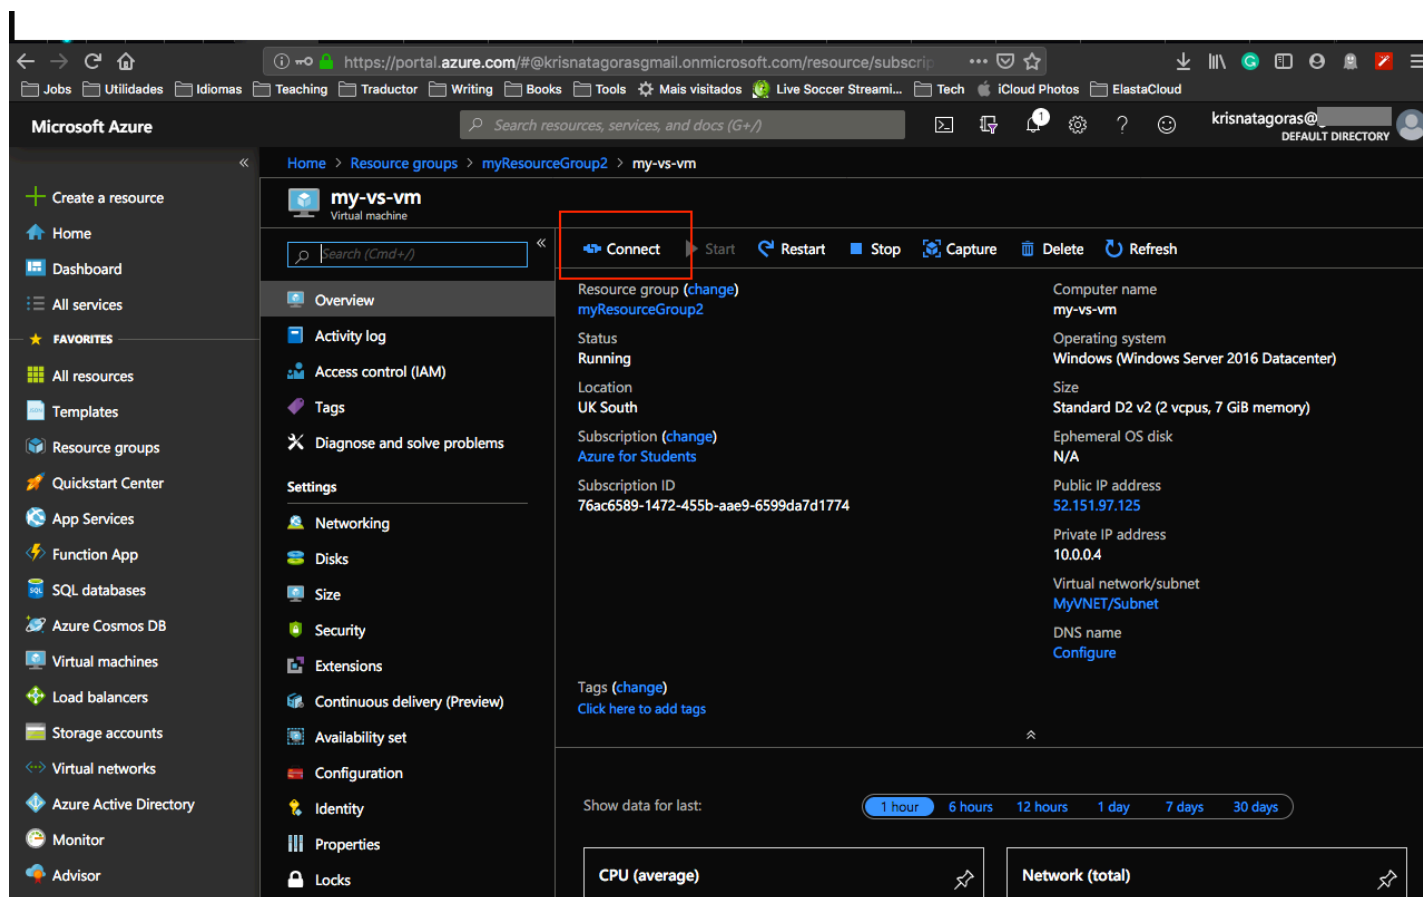 https://portal.azure.com/#@krisnatagorasgmail.onmicrosoft.com/resource/subscrip
Jobs Utilidades Idiomas Teaching Traductor Writing Books Tools Mais visitados Live Soccer Streami... Tech iCloud Photos ElastaCloud
Microsoft Azure
Search resources, services, and docs (G+/)
1
krisnatagoras@
DEFAULT DIRECTORY
Home > Resource groups > myResourceGroup2 > my-vs-vm
Create a resource
Home
Dashboard
All services
FAVORITES
All resources
Templates
Resource groups
Quickstart Center
App Services
Function App
SQL databases
Azure Cosmos DB
Virtual machines
Load balancers
Storage accounts
Virtual networks
Azure Active Directory
Monitor
Advisor
my-vs-vm
Virtual machine
Search (Cmd+/)
Overview
Activity log
Access control (IAM)
Tags
Diagnose and solve problems
Settings
Networking
Disks
Size
Security
Extensions
Continuous delivery (Preview)
Availability set
Configuration
Identity
Properties
Locks
Connect Start Restart Stop Capture Delete Refresh
Resource group (change)
myResourceGroup2
Status
Running
Location
UK South
Subscription (change)
Azure for Students
Subscription ID
76ac6589-1472-455b-aae9-6599da7d1774
Computer name
my-vs-vm
Operating system
Windows (Windows Server 2016 Datacenter)
Size
Standard D2 v2 (2 vcpus, 7 GiB memory)
Ephemeral OS disk
N/A
Public IP address
52.151.97.125
Private IP address
10.0.0.4
Virtual network/subnet
MyVNET/Subnet
DNS name
Configure
Tags (change)
Click here to add tags
Show data for last:
1 hour 6 hours 12 hours 1 day 7 days 30 days
CPU (average)
Network (total)